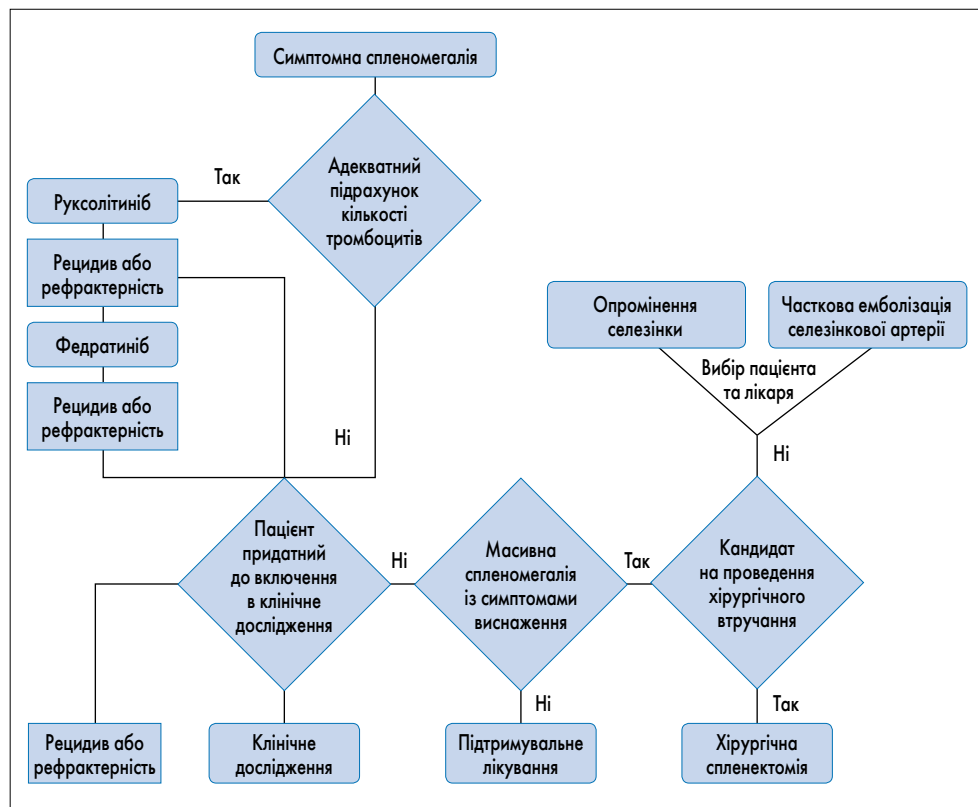 Симптомна спленомегалія
Адекватний
підрахунок
кількості
тромбоцитів
Так
Руксолітиніб
Рецидив або
рефрактерність
Федратиніб
Рецидив або
рефрактерність
Ні
Опромінення
селезінки
Часткова емболізація
селезінкової артерії
Вибір пацієнта
та лікаря
Ні
Пацієнт
придатний
до включення
в клінічне
дослідження
Ні
Масивна
спленомегалія
із симптомами
виснаження
Так
Кандидат
на проведення
хірургічного
втручання
Ні
Так
Рецидив або
рефрактерність
Клінічне
дослідження
Підтримувальне
лікування
Хірургічна
спленектомія